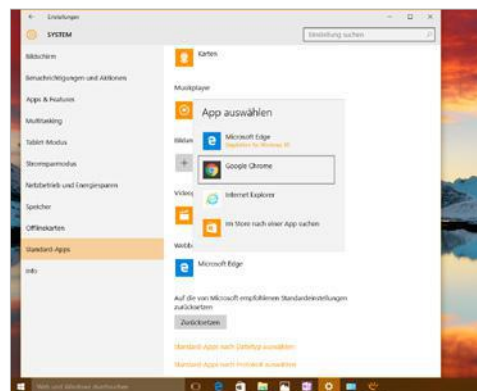 Einstellungen
SYSTEM
Einstellung suchen
Bildschirm
Benachrichtigungen und Aktionen
Apps & Features
Multitasking
Tablet-Modus
Stromsparmodus
Netzbetrieb und Energiesparen
Speicher
Offlinekarten
Standard-Apps
Info
Karten
Musikplayer
App auswählen
Microsoft Edge
Empfohlen für Windows 10
Google Chrome
Internet Explorer
Im Store nach einer App suchen
Microsoft Edge
Auf die von Microsoft empfohlenen Standardeinstellungen
zurücksetzen
Zurücksetzen
Standard-Apps nach Dateityp auswählen
Standard-Apps nach Protokoll auswählen
Web und Windows durchsuchen